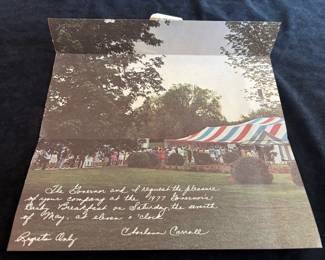 The Governor and I request the pleasure
of your company at the 1977 Governor's
Derby Breakfast on Saturday, the seventh
of May, at eleven o'clock.
Charlann Carroll
Regrets Only